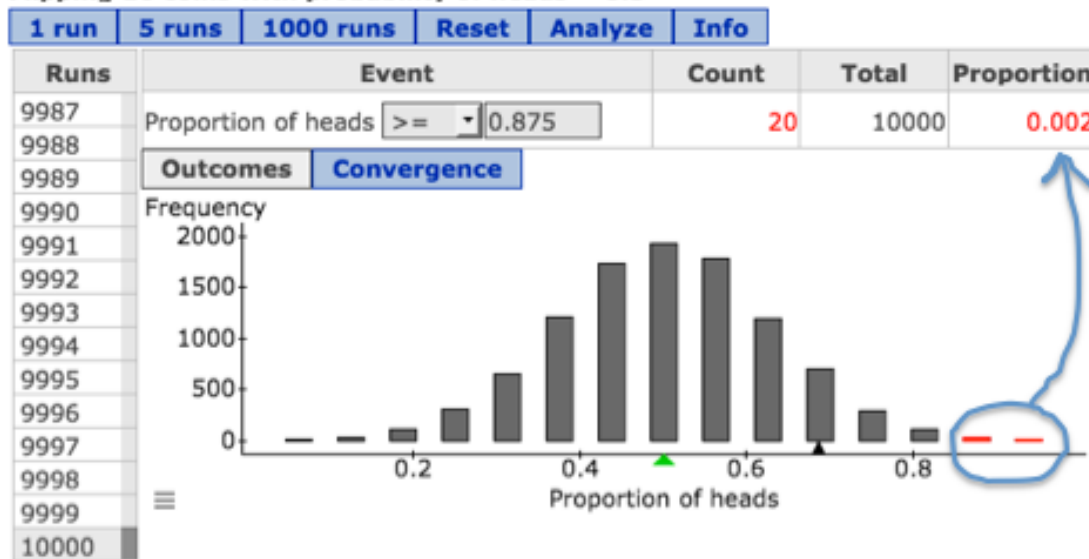 1 run 5 runs 1000 runs Reset Analyze Info
Runs Event Count Total Proportion
Proportion of heads >= 0.875 20 10000 0.002
9987
9988
9989
9990
9991
9992
9993
9994
9995
9996
9997
9998
9999
10000
Outcomes Convergence
Frequency
2000
1500
1000
500
0
0.2 0.4 0.6 0.8
Proportion of heads